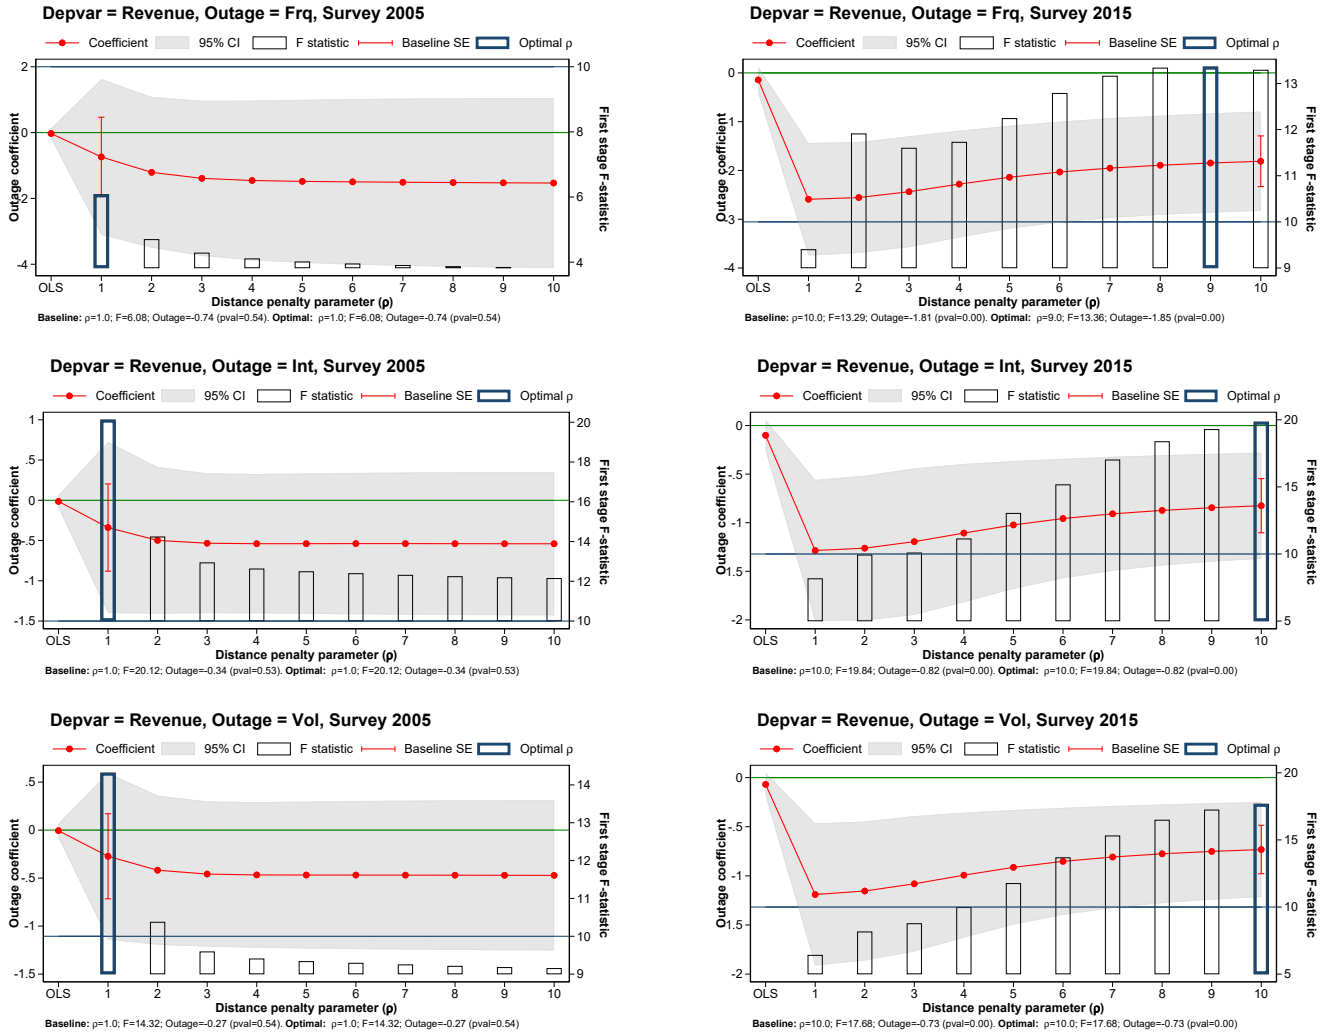 Depvar = Revenue, Outage = Frq, Survey 2005
Coefficient 95% CI F statistic Baseline SE Optimal ρ
Outage coefficient
2
0
-2
-4
10
8
6
4
First stage F-statistic
OLS 1 2 3 4 5 6 7 8 9 10
Distance penalty parameter (ρ)
Baseline: ρ=1.0; F=6.08; Outage=-0.74 (pval=0.54). Optimal: ρ=1.0; F=6.08; Outage=-0.74 (pval=0.54)
Depvar = Revenue, Outage = Frq, Survey 2015
Coefficient 95% CI F statistic Baseline SE Optimal ρ
Outage coefficient
0
-1
-2
-3
-4
13
12
11
10
9
First stage F-statistic
OLS 1 2 3 4 5 6 7 8 9 10
Distance penalty parameter (ρ)
Baseline: ρ=10.0; F=13.29; Outage=-1.81 (pval=0.00). Optimal: ρ=9.0; F=13.36; Outage=-1.85 (pval=0.00)
Depvar = Revenue, Outage = Int, Survey 2005
Coefficient 95% CI F statistic Baseline SE Optimal ρ
Outage coefficient
1
.5
0
-.5
-1
-1.5
20
18
16
14
12
10
First stage F-statistic
OLS 1 2 3 4 5 6 7 8 9 10
Distance penalty parameter (ρ)
Baseline: ρ=1.0; F=20.12; Outage=-0.34 (pval=0.53). Optimal: ρ=1.0; F=20.12; Outage=-0.34 (pval=0.53)
Depvar = Revenue, Outage = Int, Survey 2015
Coefficient 95% CI F statistic Baseline SE Optimal ρ
Outage coefficient
0
-.5
-1
-1.5
-2
20
15
10
5
First stage F-statistic
OLS 1 2 3 4 5 6 7 8 9 10
Distance penalty parameter (ρ)
Baseline: ρ=10.0; F=19.84; Outage=-0.82 (pval=0.00). Optimal: ρ=10.0; F=19.84; Outage=-0.82 (pval=0.00)
Depvar = Revenue, Outage = Vol, Survey 2005
Coefficient 95% CI F statistic Baseline SE Optimal ρ
Outage coefficient
.5
0
-.5
-1
-1.5
14
13
12
11
10
9
First stage F-statistic
OLS 1 2 3 4 5 6 7 8 9 10
Distance penalty parameter (ρ)
Baseline: ρ=1.0; F=14.32; Outage=-0.27 (pval=0.54). Optimal: ρ=1.0; F=14.32; Outage=-0.27 (pval=0.54)
Depvar = Revenue, Outage = Vol, Survey 2015
Coefficient 95% CI F statistic Baseline SE Optimal ρ
Outage coefficient
0
-.5
-1
-1.5
-2
20
15
10
5
First stage F-statistic
OLS 1 2 3 4 5 6 7 8 9 10
Distance penalty parameter (ρ)
Baseline: ρ=10.0; F=17.68; Outage=-0.73 (pval=0.00). Optimal: ρ=10.0; F=17.68; Outage=-0.73 (pval=0.00)